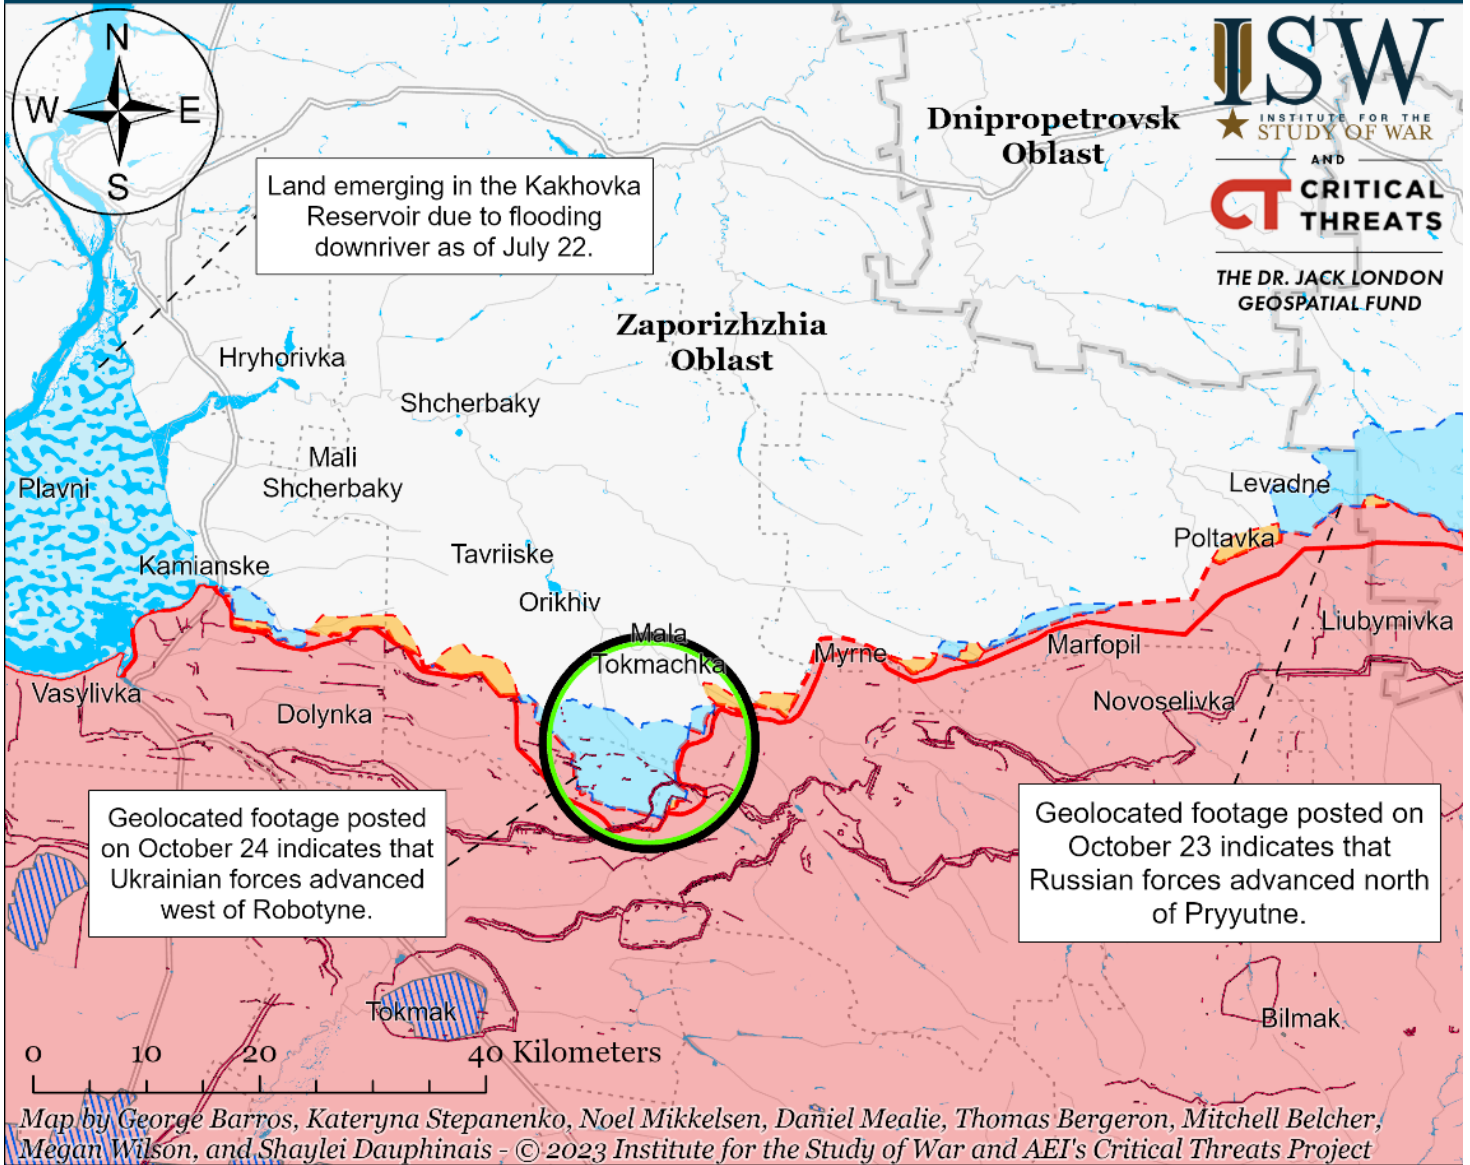 N
W
E
S
ISW
INSTITUTE FOR THE
STUDY OF WAR
AND
CT CRITICAL
THREATS
THE DR. JACK LONDON
GEOSPATIAL FUND
Dnipropetrovsk
Oblast
Land emerging in the Kakhovka
Reservoir due to flooding
downriver as of July 22.
Zaporizhzhia
Oblast
Hryhorivka
Shcherbaky
Mali
Shcherbaky
Plavni
Levadne
Poltavka
Tavriiske
Kamianske
Orikhiv
Liubymivka
Mala
Tokmachka
Myrne
Marfopil
Vasylivka
Dolynka
Novoselivka
Geolocated footage posted
on October 24 indicates that
Ukrainian forces advanced
west of Robotyne.
Geolocated footage posted on
October 23 indicates that
Russian forces advanced north
of Pryyutne.
Tokmak
Bilmak
0 10 20 40 Kilometers
Map by George Barros, Kateryna Stepanenko, Noel Mikkelsen, Daniel Mealie, Thomas Bergeron, Mitchell Belcher,
Megan Wilson, and Shaylei Dauphinais - © 2023 Institute for the Study of War and AEI's Critical Threats Project